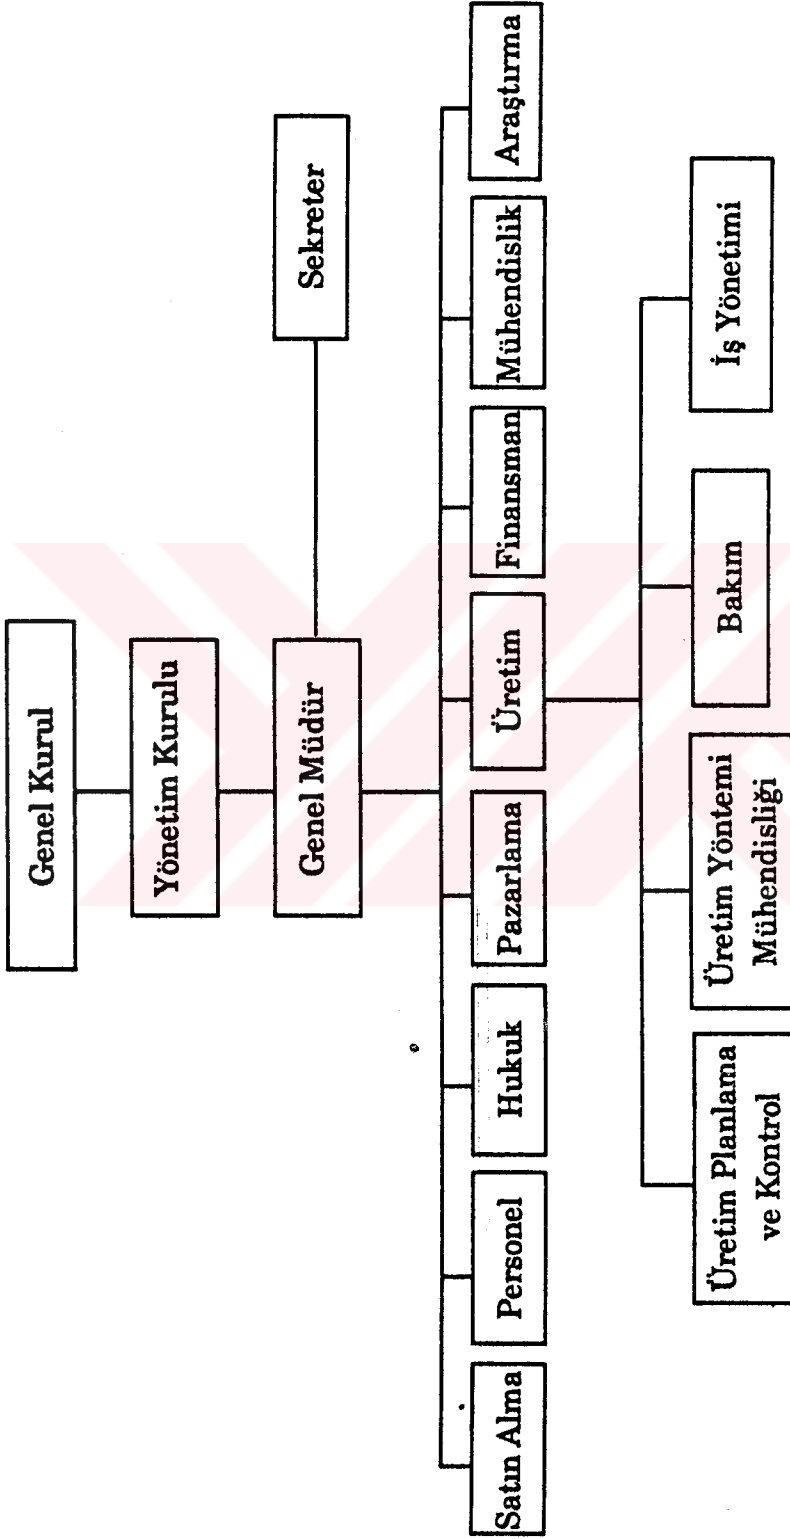 Genel Kurul
Yönetim Kurulu
Genel Müdür
Sekreter
Satın Alma
Personel
Hukuk
Pazarlama
Üretim
Finansman
Mühendislik
Araştırma
Üretim Planlama
ve Kontrol
Üretim Yöntemi
Mühendisliği
Bakım
İş Yönetimi